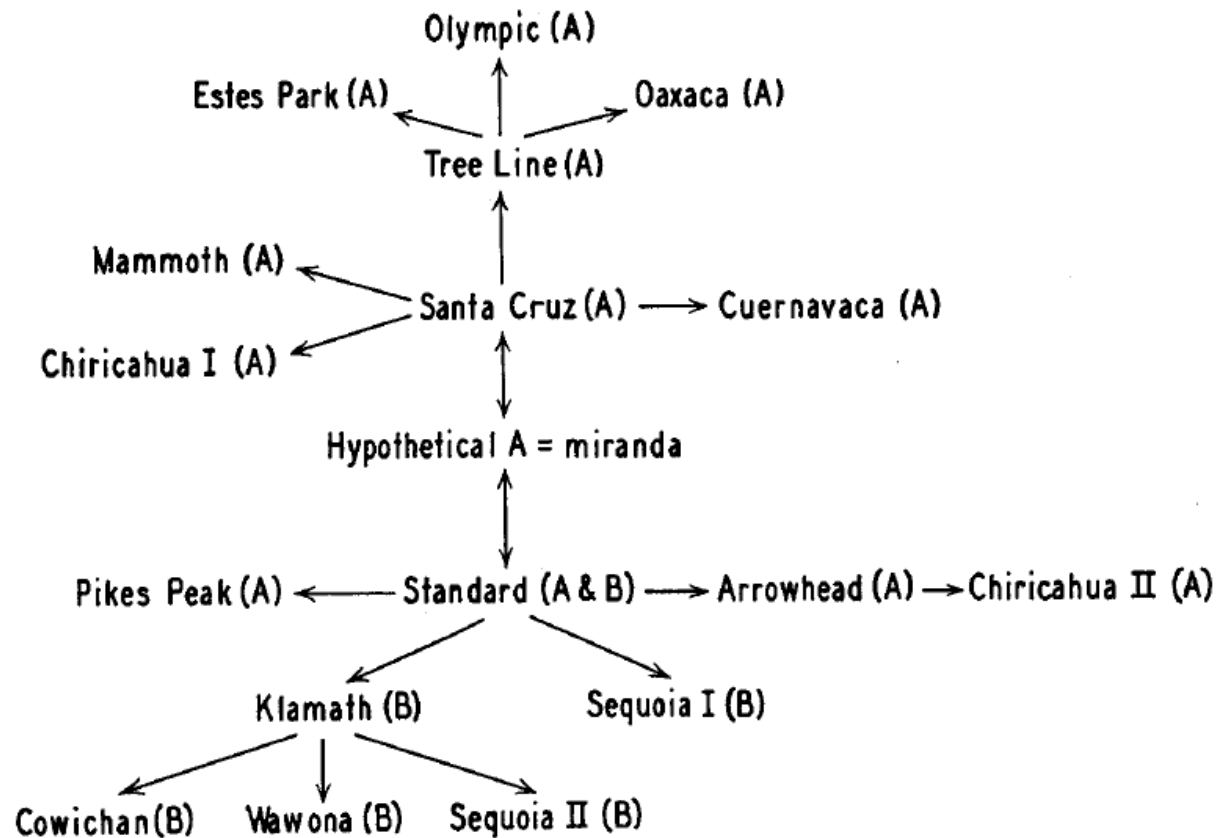 Olympic (A)
Estes Park (A)
Oaxaca (A)
Tree Line (A)
Mammoth (A)
Santa Cruz (A)
Cuernavaca (A)
Chiricahua I (A)
Hypothetical A = miranda
Pikes Peak (A)
Standard (A & B)
Arrowhead (A)
Chiricahua II (A)
Klamath (B)
Sequoia I (B)
Cowichan (B)
Wawona (B)
Sequoia II (B)